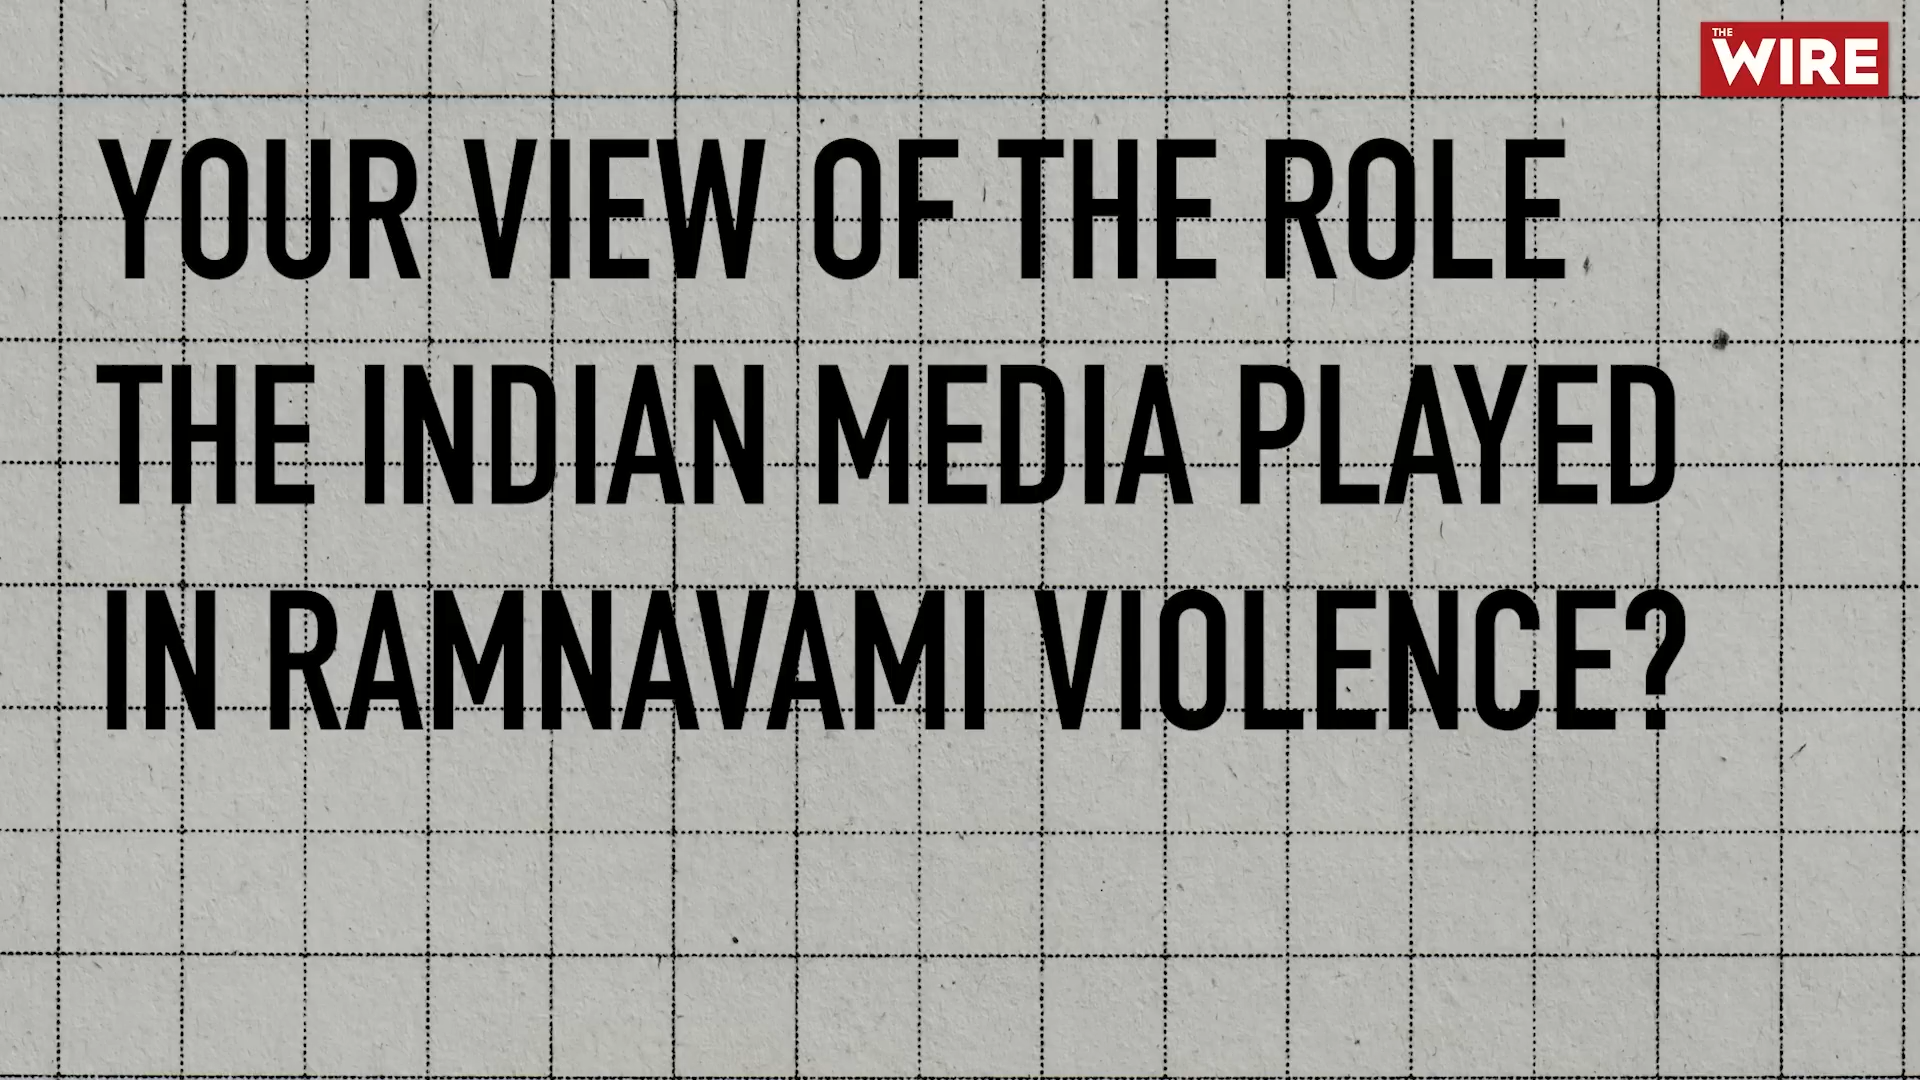 THE
WIRE
YOUR VIEW OF THE ROLE
THE INDIAN MEDIA PLAYED
IN RAMNAVAMI VIOLENCE?